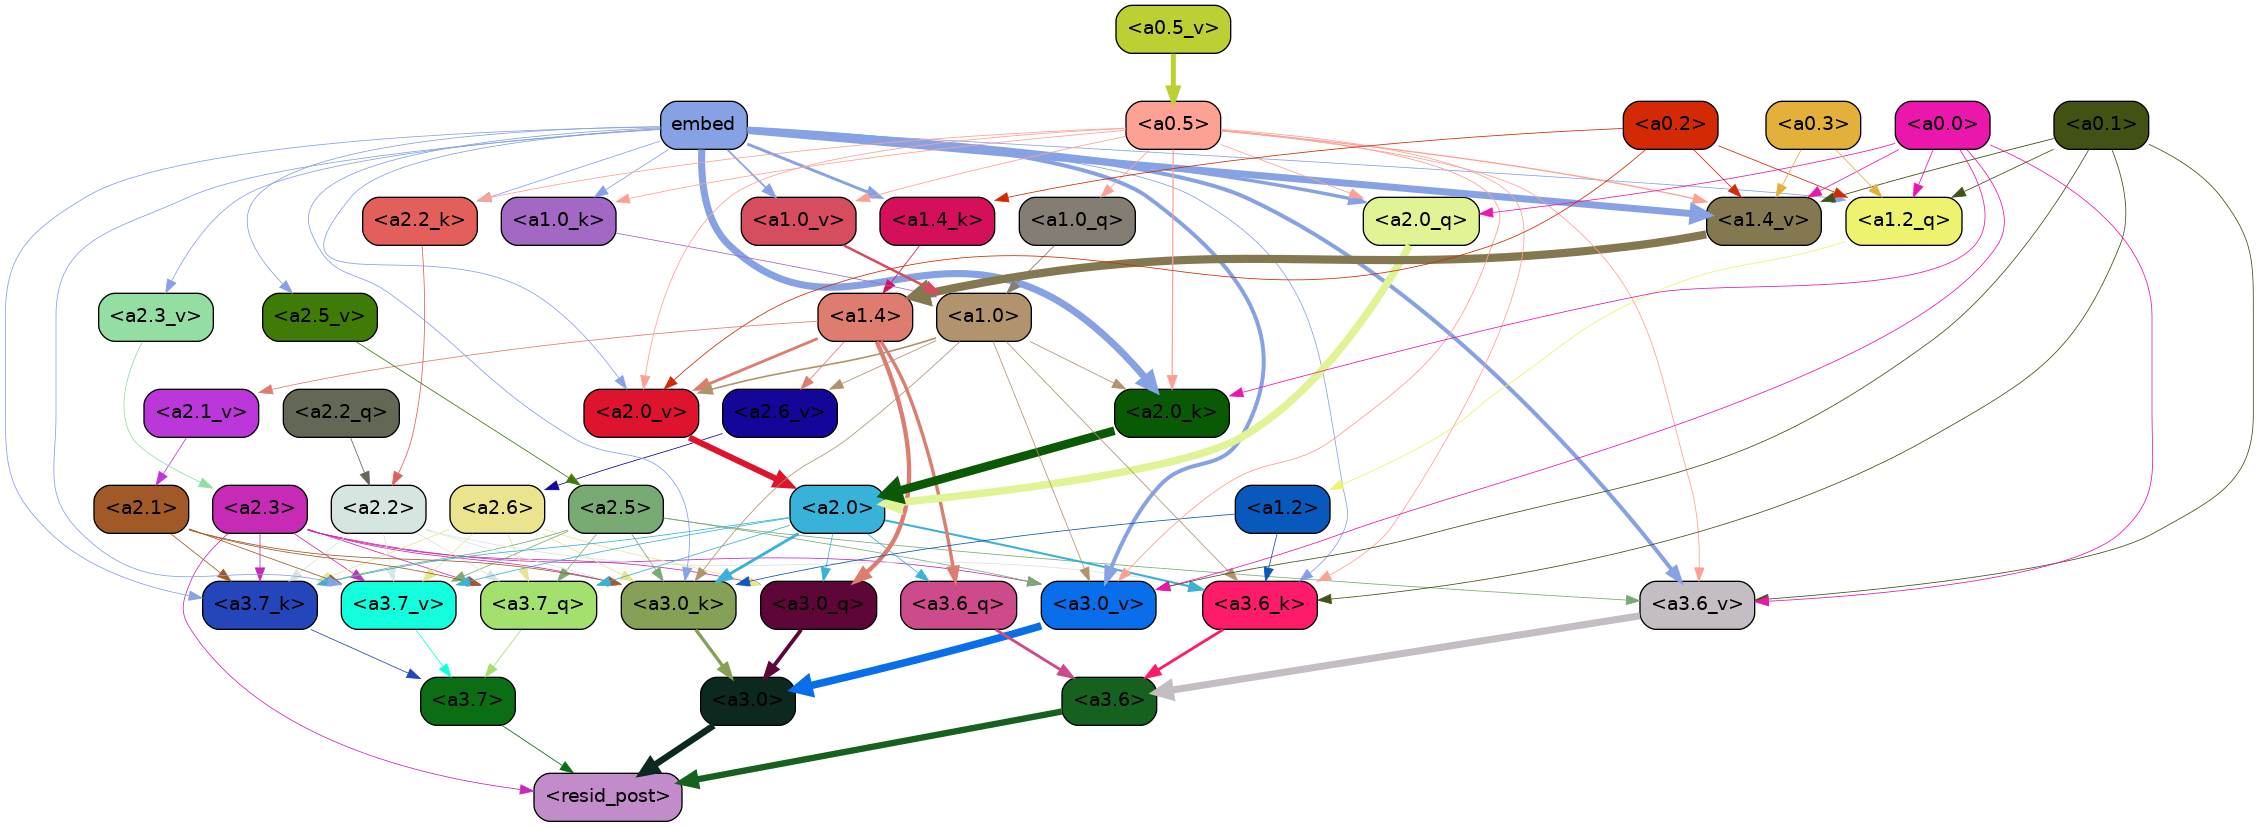 <a0.5_v>
embed
<a0.5>
<a0.2>
<a0.3>
<a0.0>
<a0.1>
<a2.2_k>
<a1.0_k>
<a1.0_v>
<a1.4_k>
<a1.0_q>
<a2.0_q>
<a1.4_v>
<a1.2_q>
<a2.3_v>
<a2.5_v>
<a1.4>
<a1.0>
<a2.1_v>
<a2.2_q>
<a2.0_v>
<a2.6_v>
<a2.0_k>
<a2.1>
<a2.3>
<a2.2>
<a2.6>
<a2.5>
<a2.0>
<a1.2>
<a3.7_k>
<a3.7_v>
<a3.7_q>
<a3.0_k>
<a3.0_q>
<a3.6_q>
<a3.0_v>
<a3.6_k>
<a3.6_v>
<a3.7>
<a3.0>
<a3.6>
<resid_post>